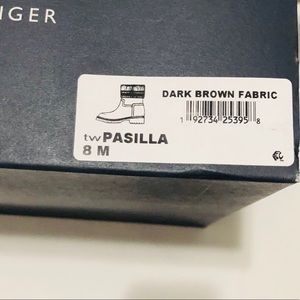 IGER
DARK BROWN FABRIC
1 92734 25395 8
twPASILLA
8 M